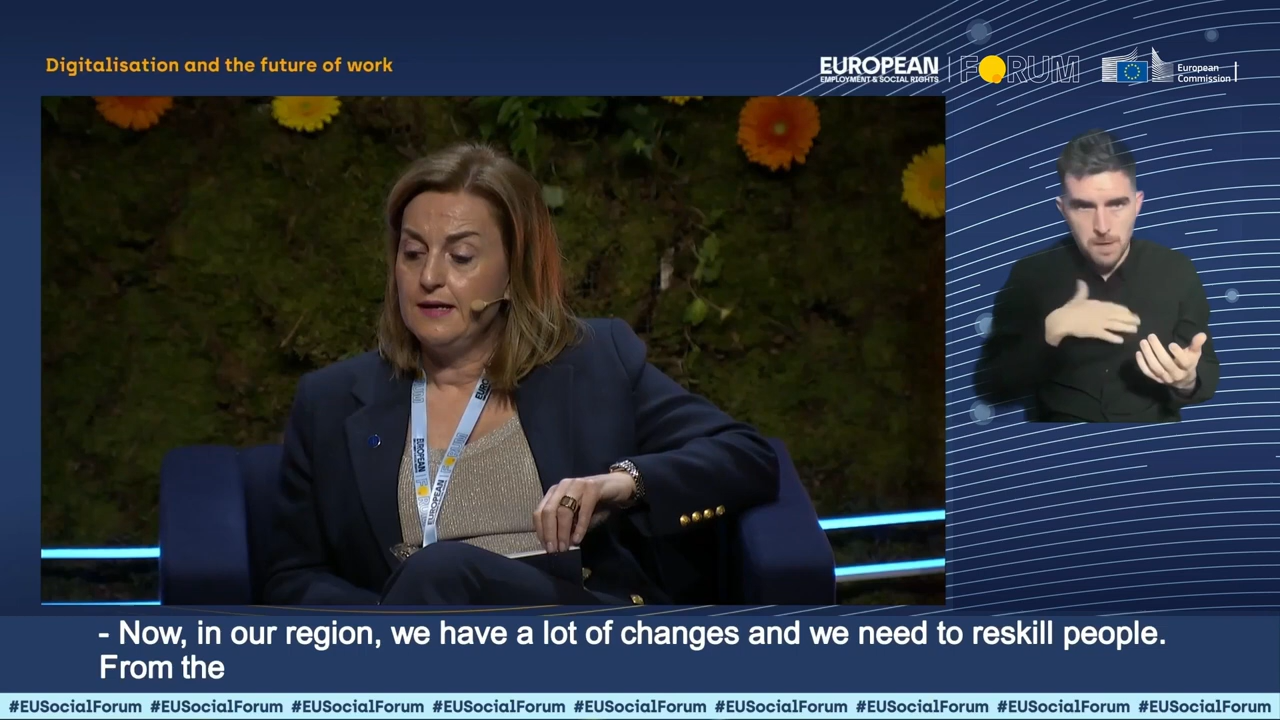 Digitalisation and the future of work
EUROPEAN
EMPLOYMENT & SOCIAL RIGHTS
FORUM
European
Commission
EUROPEAN
EUROPEAN
- Now, in our region, we have a lot of changes and we need to reskill people.
From the
#EUSocialForum #EUSocialForum #EUSocialForum #EUSocialForum #EUSocialForum #EUSocialForum #EUSocialForum #EUSocialForum #EUSocialForum